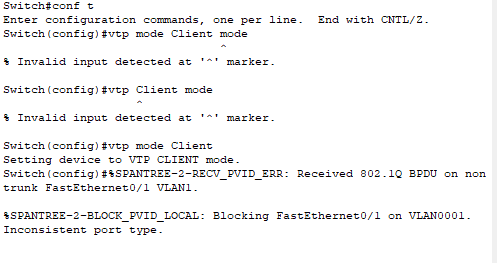 Switch#conf t
Enter configuration commands, one per line.  End with CNTL/Z.
Switch(config)#vtp mode Client mode
^
% Invalid input detected at '^' marker.
Switch(config)#vtp Client mode
^
% Invalid input detected at '^' marker.
Switch(config)#vtp mode Client
Setting device to VTP CLIENT mode.
Switch(config)#%SPANTREE-2-RECV_PVID_ERR: Received 802.1Q BPDU on non
trunk FastEthernet0/1 VLAN1.
%SPANTREE-2-BLOCK_PVID_LOCAL: Blocking FastEthernet0/1 on VLAN0001.
Inconsistent port type.